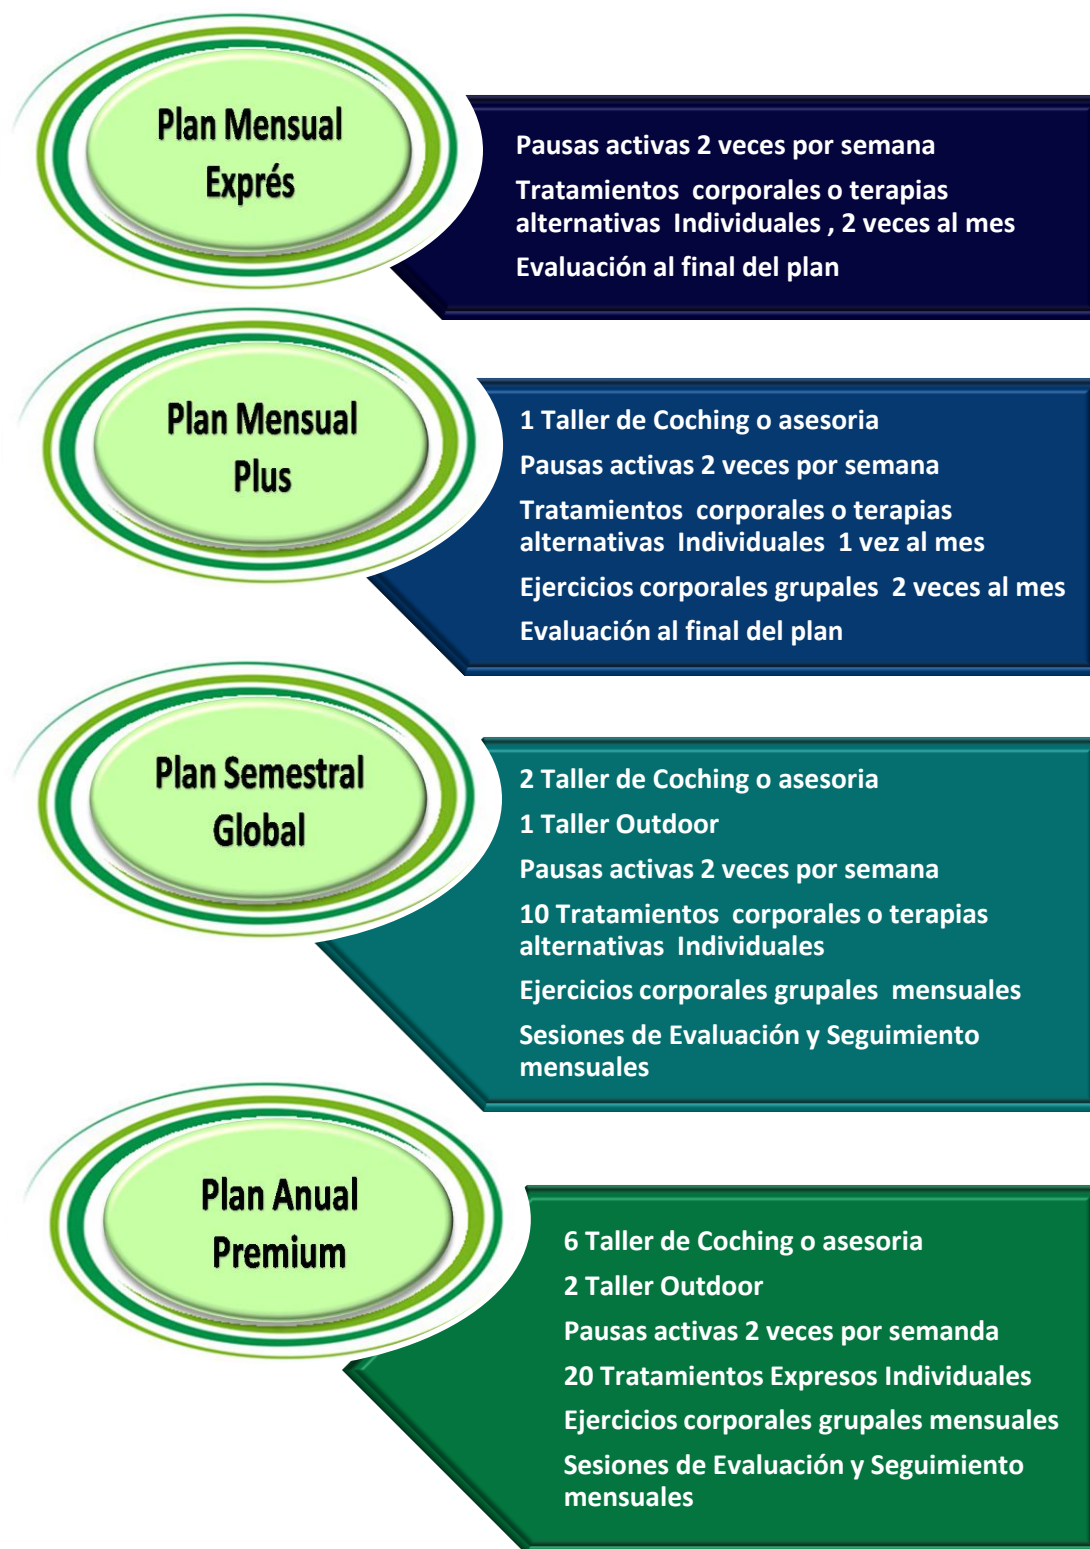 Plan Mensual
Exprés
Pausas activas 2 veces por semana
Tratamientos corporales o terapias
alternativas Individuales , 2 veces al mes
Evaluación al final del plan
Plan Mensual
Plus
1 Taller de Coching o asesoria
Pausas activas 2 veces por semana
Tratamientos corporales o terapias
alternativas Individuales 1 vez al mes
Ejercicios corporales grupales 2 veces al mes
Evaluación al final del plan
Plan Semestral
Global
2 Taller de Coching o asesoria
1 Taller Outdoor
Pausas activas 2 veces por semana
10 Tratamientos corporales o terapias
alternativas Individuales
Ejercicios corporales grupales mensuales
Sesiones de Evaluación y Seguimiento
mensuales
Plan Anual
Premium
6 Taller de Coching o asesoria
2 Taller Outdoor
Pausas activas 2 veces por semanda
20 Tratamientos Expresos Individuales
Ejercicios corporales grupales mensuales
Sesiones de Evaluación y Seguimiento
mensuales